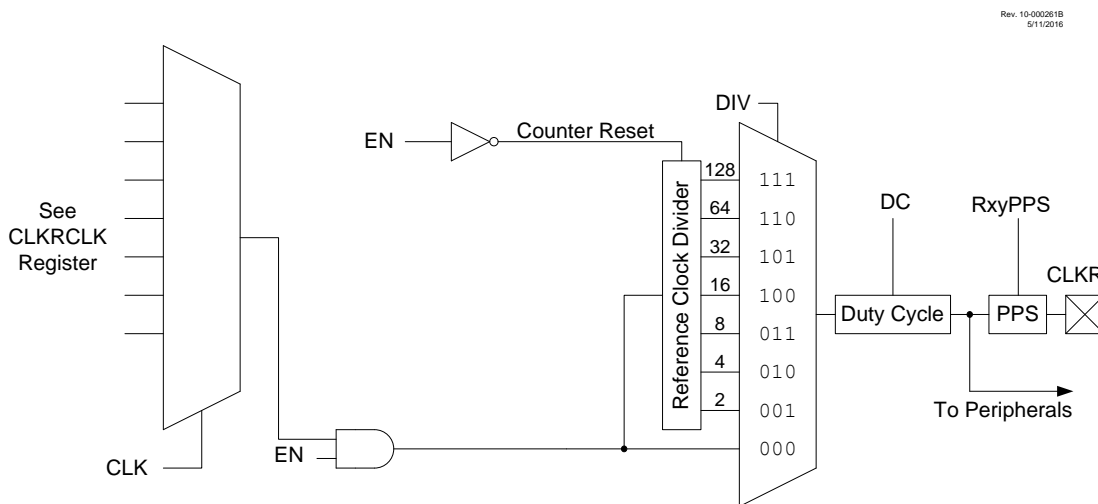 Rev. 10-000261B
5/11/2016
DIV
EN
Counter Reset
See
CLKRCLK
Register
Reference Clock Divider
128
64
32
16
8
4
2
111
110
101
100
011
010
001
000
DC
RxyPPS
CLKR
Duty Cycle
PPS
To Peripherals
EN
CLK